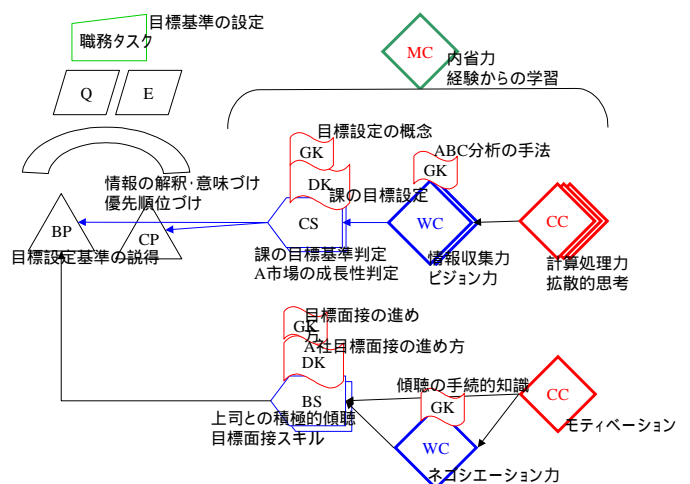 目標基準の設定
職務タスク
MC
内省力
経験からの学習
Q
E
目標設定の概念
GK
ABC分析の手法
GK
DK
情報の解釈・意味づけ
優先順位づけ
課の目標設定
BP
CP
CS
WC
CC
目標設定基準の説得
課の目標基準判定
A市場の成長性判定
情報収集力
ビジョン力
計算処理力
拡散的思考
目標面接の進め
方
GK
A社目標面接の進め方
DK
傾聴の手続的知識
GK
CC
BS
上司との積極的傾聴
目標面接スキル
モティベーション
WC
ネゴシエーション力